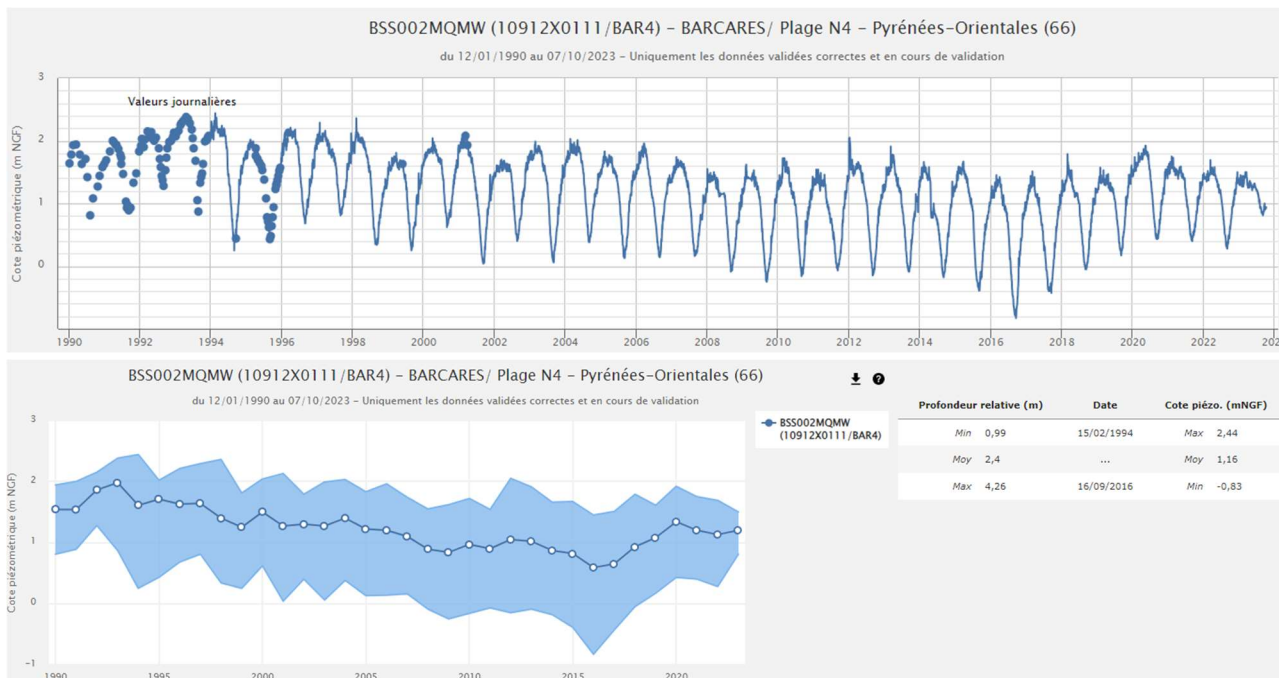 BSS002MQMW (10912X0111/BAR4) – BARCARES/ Plage N4 – Pyrénées-Orientales (66)
du 12/01/1990 au 07/10/2023 – Uniquement les données validées correctes et en cours de validation
Cote piézométrique (m NGF)
3
Valeurs journalières
2
1
0
1990 1992 1994 1996 1998 2000 2002 2004 2006 2008 2010 2012 2014 2016 2018 2020 2022 202
BSS002MQMW (10912X0111/BAR4) – BARCARES/ Plage N4 – Pyrénées-Orientales (66)
du 12/01/1990 au 07/10/2023 – Uniquement les données validées correctes et en cours de validation
Cote piézométrique (m NGF)
3
2
1
0
-1
1990 1995 2000 2005 2010 2015 2020
BSS002MQMW
(10912X0111/BAR4)
Profondeur relative (m) Date Cote piézo. (mNGF)
Min 0,99 15/02/1994 Max 2,44
Moy 2,4 ... Moy 1,16
Max 4,26 16/09/2016 Min -0,83